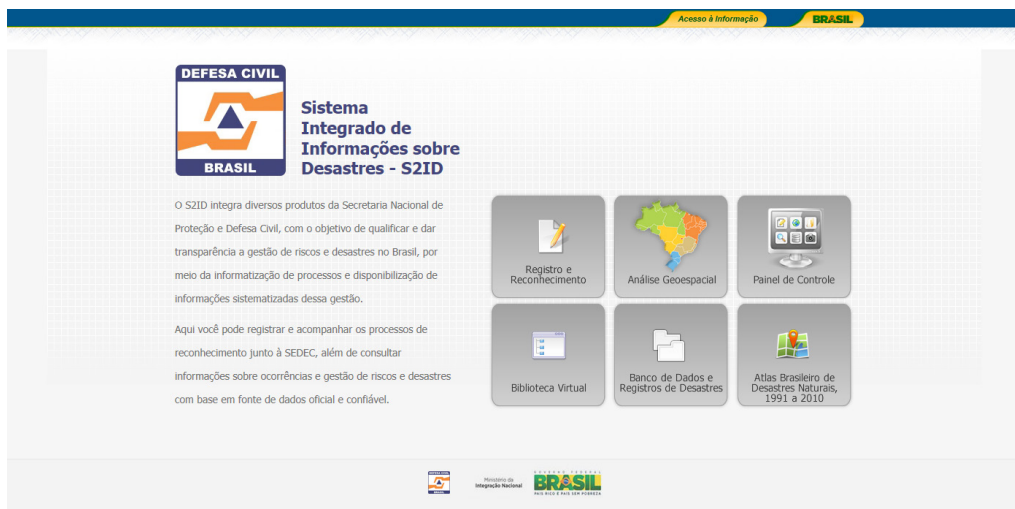 Acesso à Informação
BRASIL
DEFESA CIVIL
BRASIL
Sistema
Integrado de
Informações sobre
Desastres - S2ID
O S2ID integra diversos produtos da Secretaria Nacional de
Proteção e Defesa Civil, com o objetivo de qualificar e dar
transparência a gestão de riscos e desastres no Brasil, por
meio da informatização de processos e disponibilização de
informações sistematizadas dessa gestão.
Aqui você pode registrar e acompanhar os processos de
reconhecimento junto à SEDEC, além de consultar
informações sobre ocorrências e gestão de riscos e desastres
com base em fonte de dados oficial e confiável.
Registro e
Reconhecimento
Análise Geoespacial
Painel de Controle
Biblioteca Virtual
Banco de Dados e
Registros de Desastres
Atlas Brasileiro de
Desastres Naturais,
1991 a 2010
DEFESA CIVIL
BRASIL
Ministério da
Integração Nacional
GOVERNO FEDERAL
BRASIL
PAÍS RICO É PAÍS SEM POBREZA